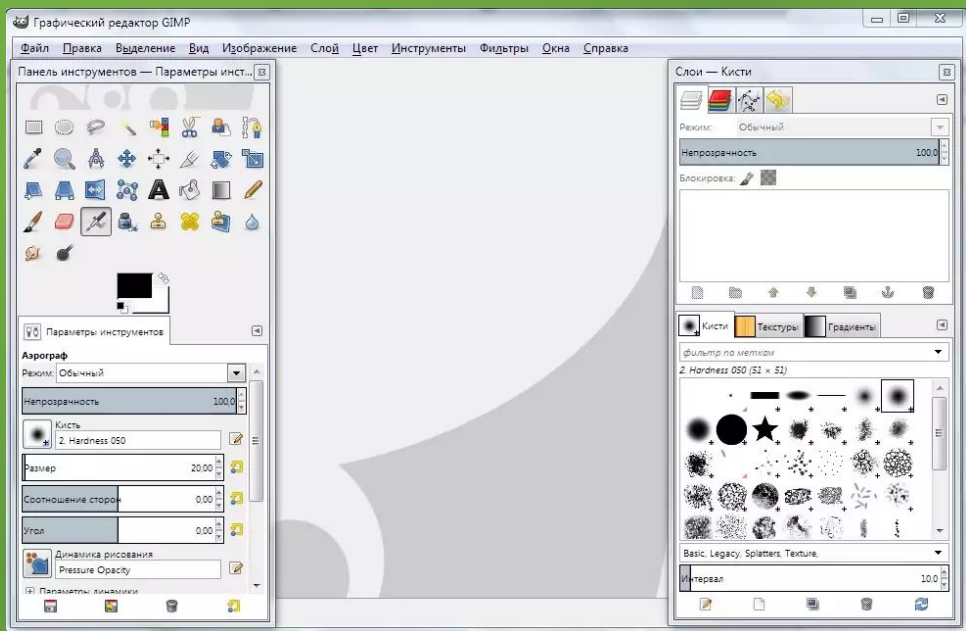 Графический редактор GIMP
Файл Правка Выделение Вид Изображение Слой Цвет Инструменты Фильтры Окна Справка
Панель инструментов — Параметры инст...
Параметры инструментов
Аэрограф
Режим: Обычный
Непрозрачность 100,0
Кисть
2. Hardness 050
Размер 20,00
Соотношение сторон 0,00
Угол 0,00
Динамика рисования
Pressure Opacity
Параметры динамики
Слои — Кисти
Режим: Обычный
Непрозрачность 100,0
Блокировка:
Кисти Текстуры Градиенты
фильтр по меткам
2. Hardness 050 (51 × 51)
Basic, Legacy, Splatters, Texture,
Интервал 10,0